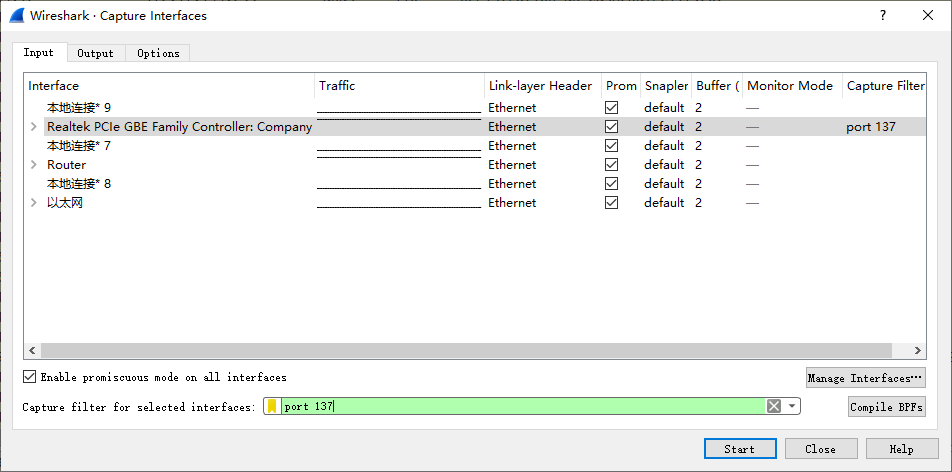 Wireshark · Capture Interfaces
Input Output Options
Interface Traffic Link-layer Header Prom Snapler Buffer ( Monitor Mode Capture Filter
本地连接* 9 Ethernet default 2 —
Realtek PCIe GBE Family Controller: Company Ethernet default 2 — port 137
本地连接* 7 Ethernet default 2 —
Router Ethernet default 2 —
本地连接* 8 Ethernet default 2 —
以太网 Ethernet default 2 —
Enable promiscuous mode on all interfaces Manage Interfaces…
Capture filter for selected interfaces: port 137 Compile BPFs
Start Close Help